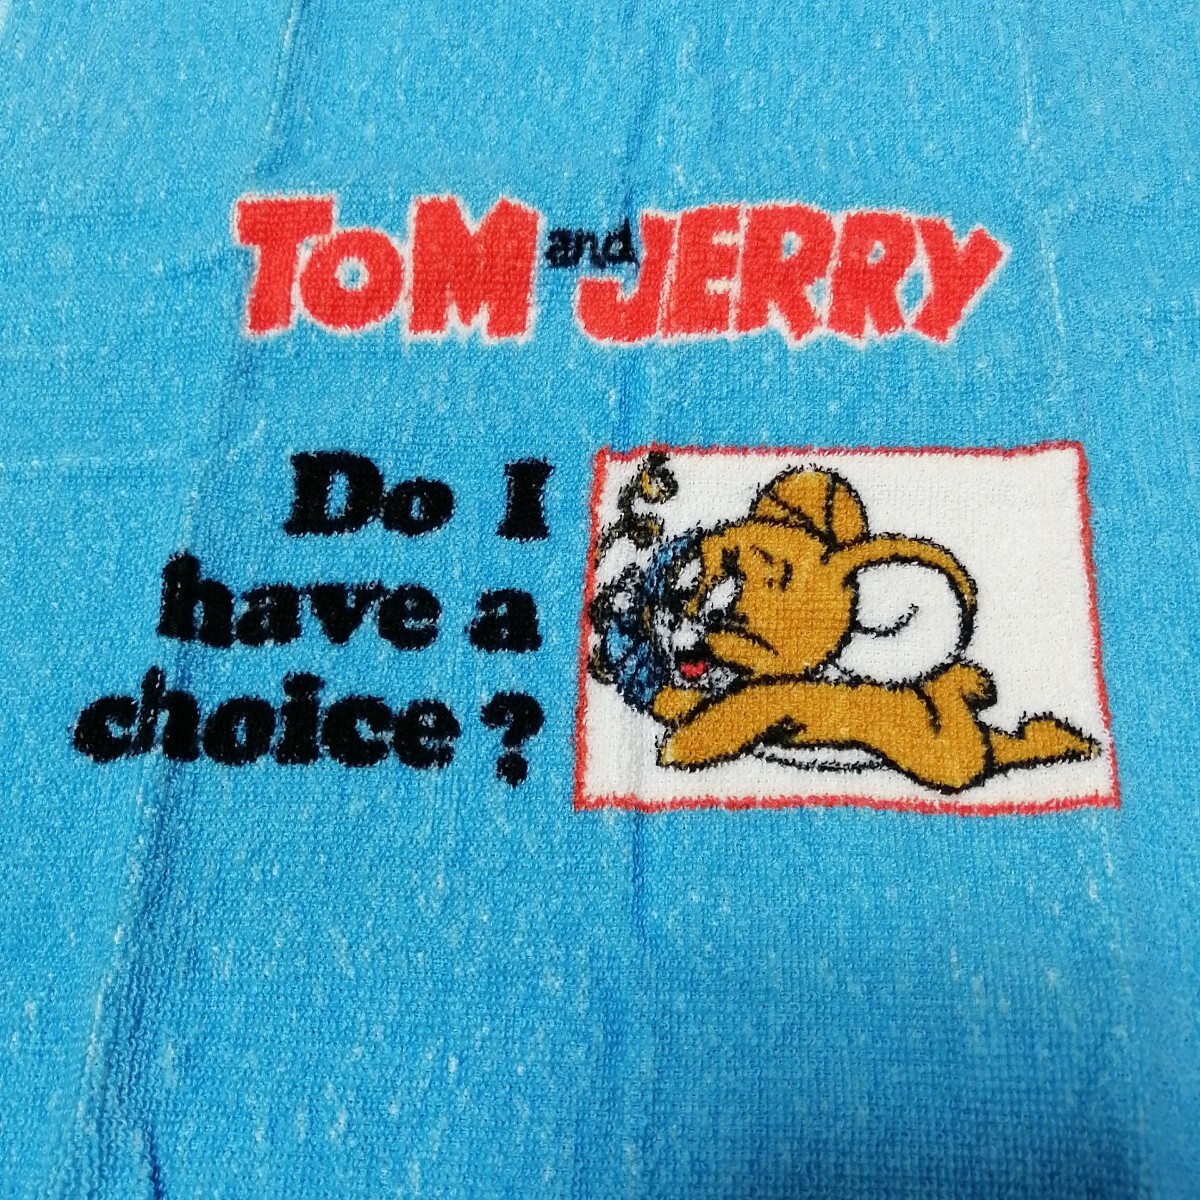 TOM and JERRY
Do I
have a
choice?